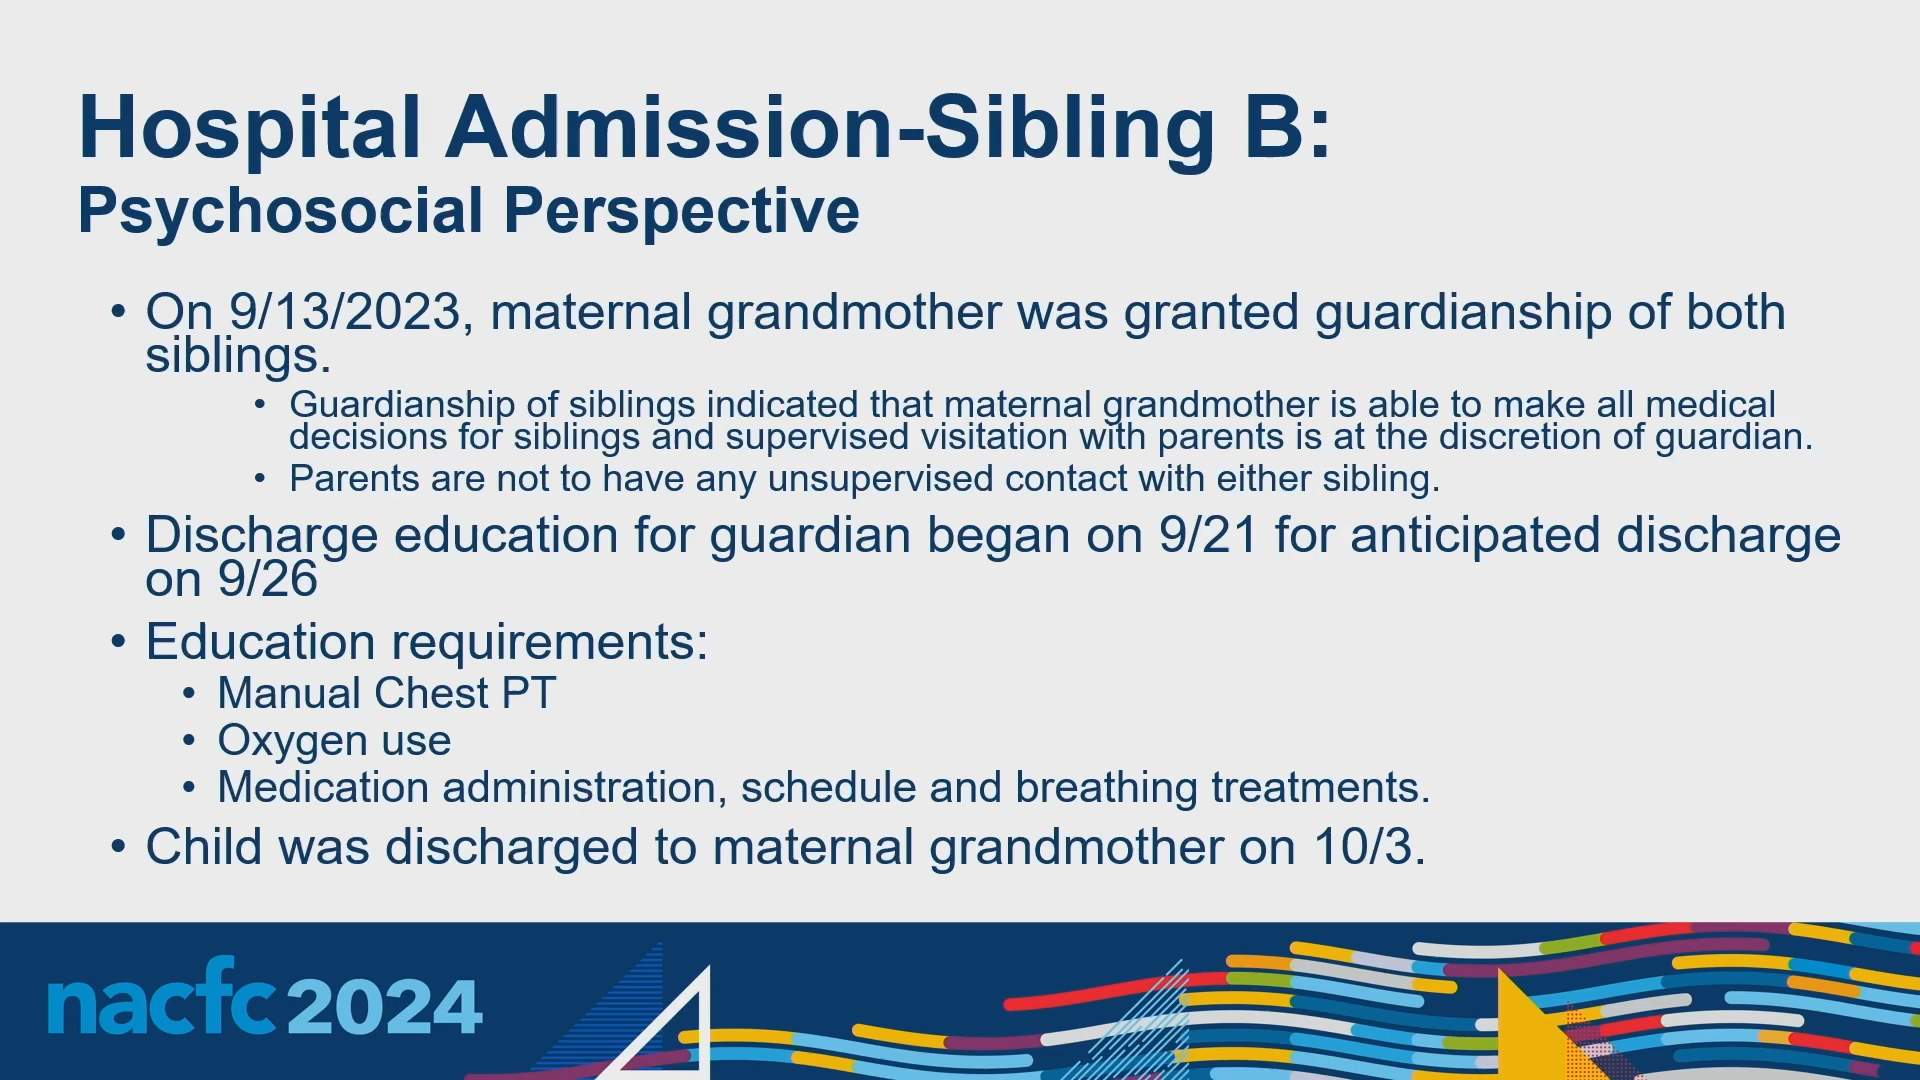 Hospital Admission-Sibling B:
Psychosocial Perspective
• On 9/13/2023, maternal grandmother was granted guardianship of both
siblings.
• Guardianship of siblings indicated that maternal grandmother is able to make all medical
decisions for siblings and supervised visitation with parents is at the discretion of guardian.
• Parents are not to have any unsupervised contact with either sibling.
• Discharge education for guardian began on 9/21 for anticipated discharge
on 9/26
• Education requirements:
• Manual Chest PT
• Oxygen use
• Medication administration, schedule and breathing treatments.
• Child was discharged to maternal grandmother on 10/3.
nacfc 2024